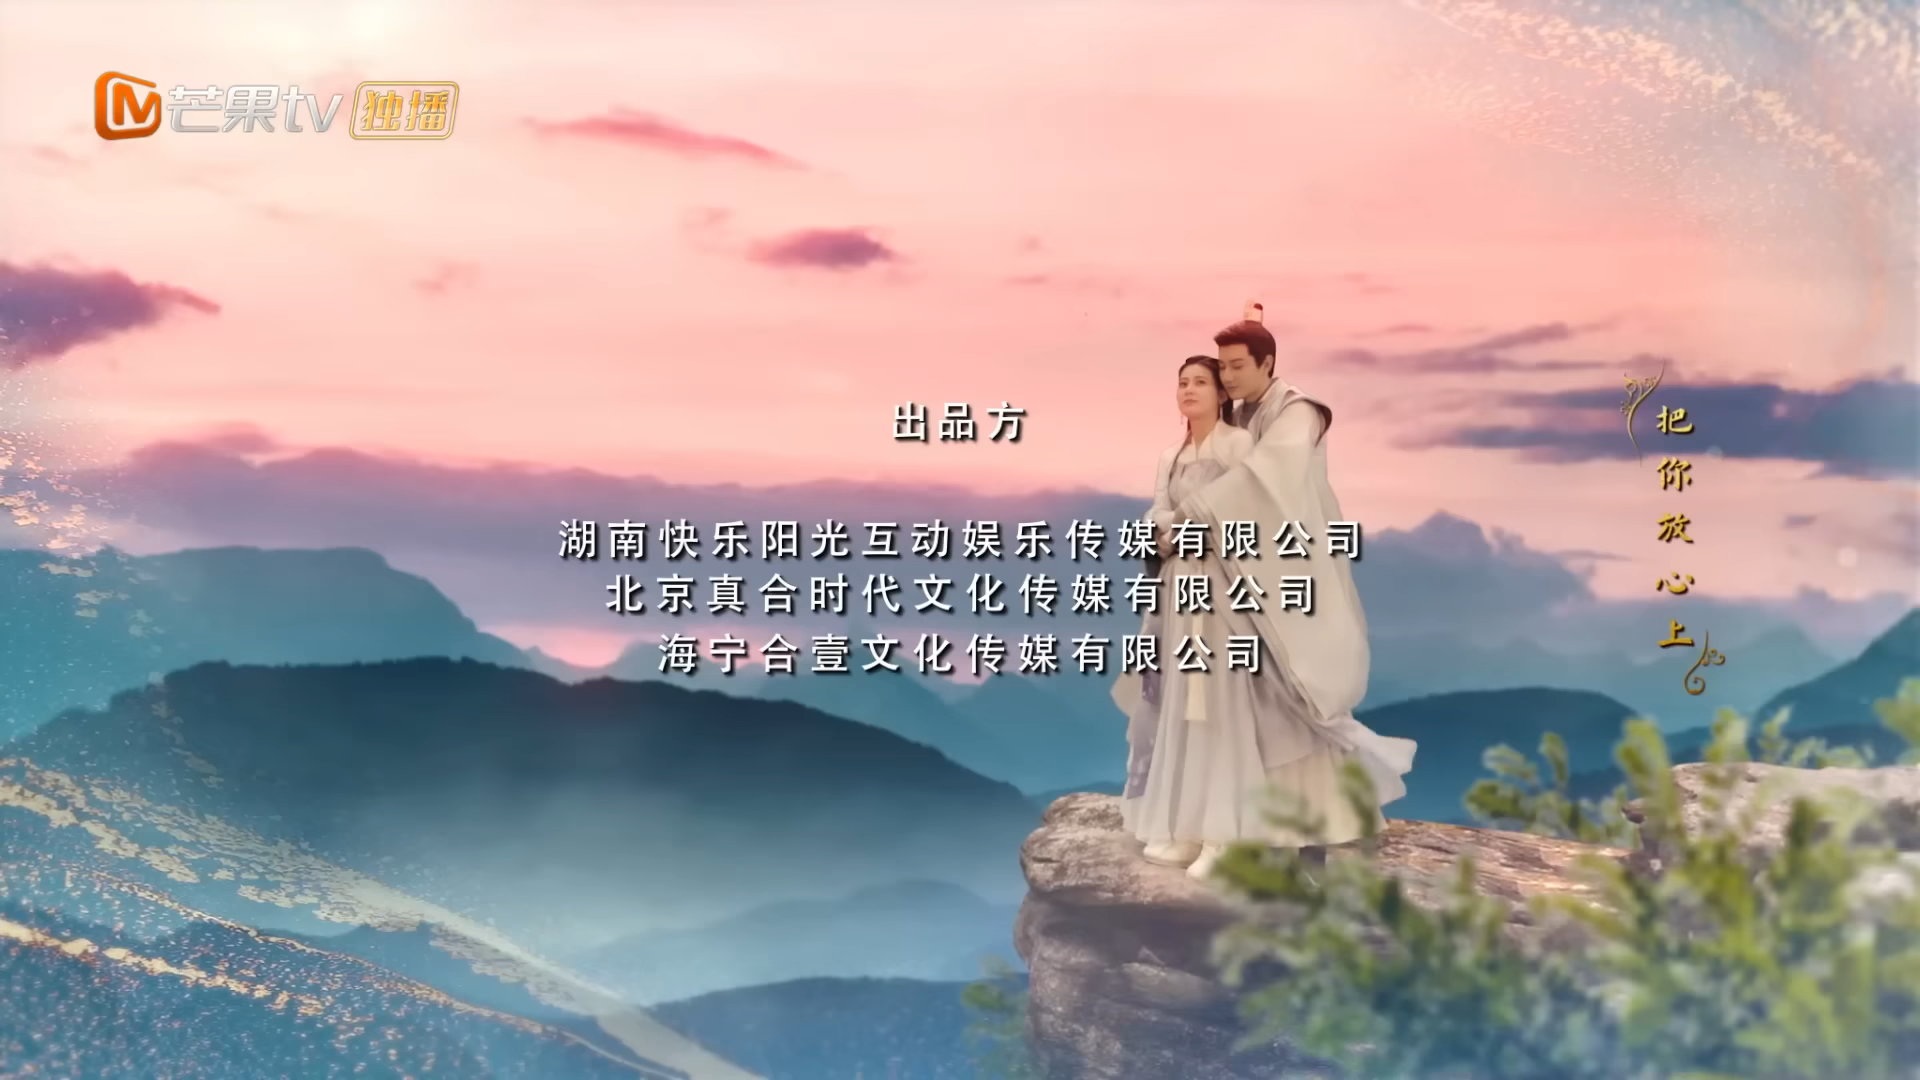 芒果tv 独播
出品方
湖南快乐阳光互动娱乐传媒有限公司
北京真合时代文化传媒有限公司
海宁合壹文化传媒有限公司
把你放心上